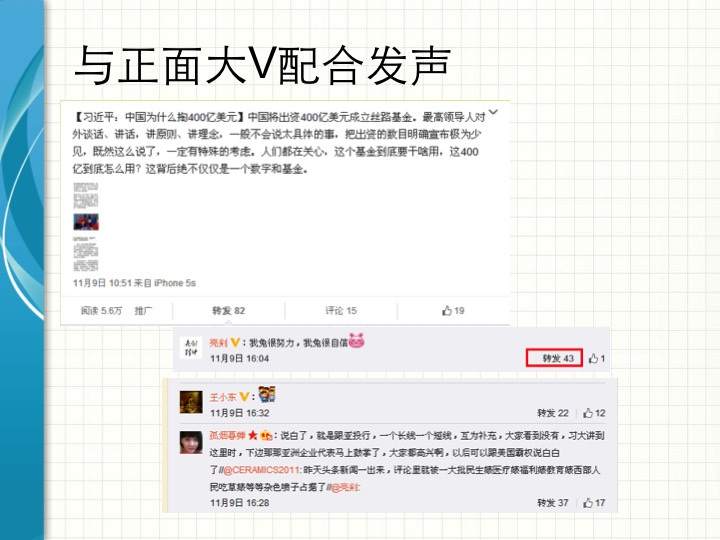 与正面大V配合发声
【习近平：中国为什么掏400亿美元】中国将出资400亿美元成立丝路基金。最高领导人对
外谈话、讲话，讲原则、讲理念，一般不会说太具体的事，把出资的数目明确宣布极为少
见，既然这么说了，一定有特殊的考虑。人们都在关心，这个基金到底要干啥用，这400
亿到底怎么用？这背后绝不仅仅是一个数字和基金。
11月9日 10:51 来自 iPhone 5s
阅读 5.6万 推广 转发 82 评论 15 19
亮剑 V：我兔很努力，我兔很自信
11月9日 16:04 转发 43 1
王小东 V：
11月9日 16:32 转发 22 12
孤烟暮蝉：说白了，就是跟亚投行，一个长线一个短线，互为补充，大家看到没有，习大讲到
这里时，下边那那亚洲企业代表马上鼓掌了，大家都高兴啊，以后可以跟美国霸权说白白
了//@CERAMICS2011: 昨天头条新闻一出来，评论里就被一大批民生婊医疗婊福利婊教育婊西部人
民吃草婊等等杂色喷子占据了//@亮剑:
11月9日 16:28 转发 37 17